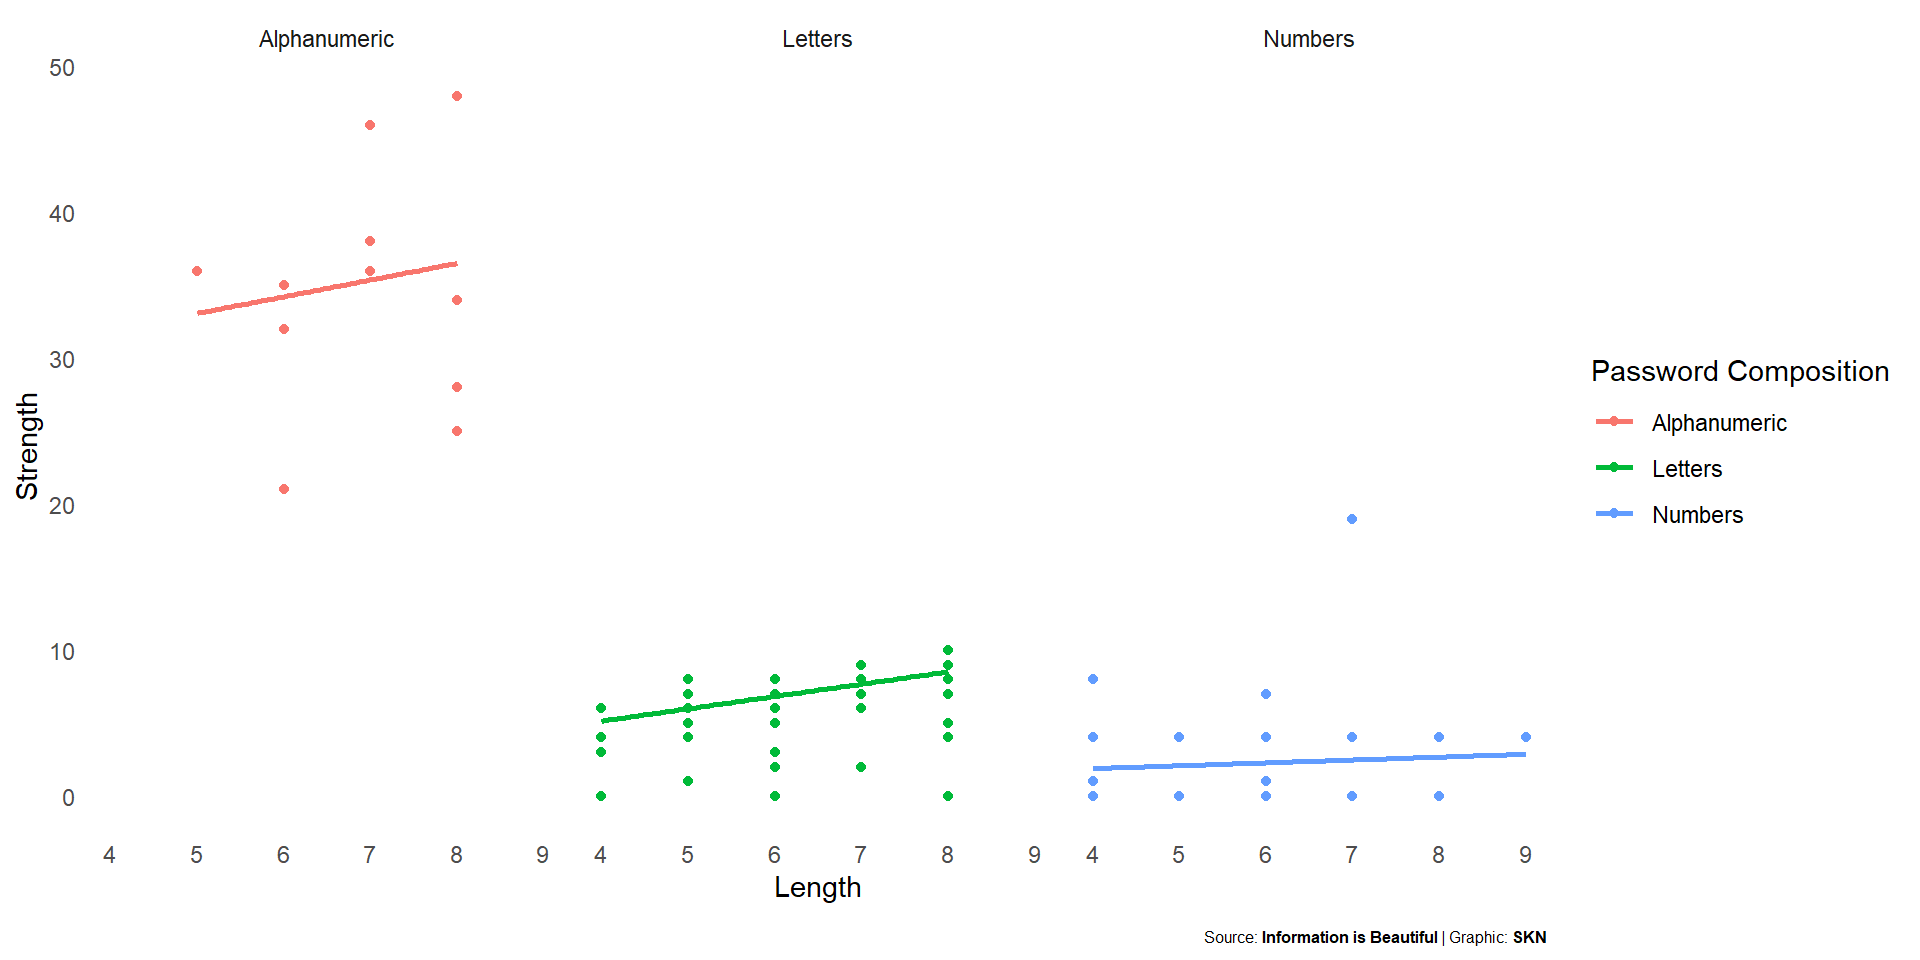 Alphanumeric Letters Numbers
50
40
30
20
10
0
Strength
4 5 6 7 8 9 4 5 6 7 8 9 4 5 6 7 8 9
Length
Password Composition
Alphanumeric
Letters
Numbers
Source: Information is Beautiful | Graphic: SKN